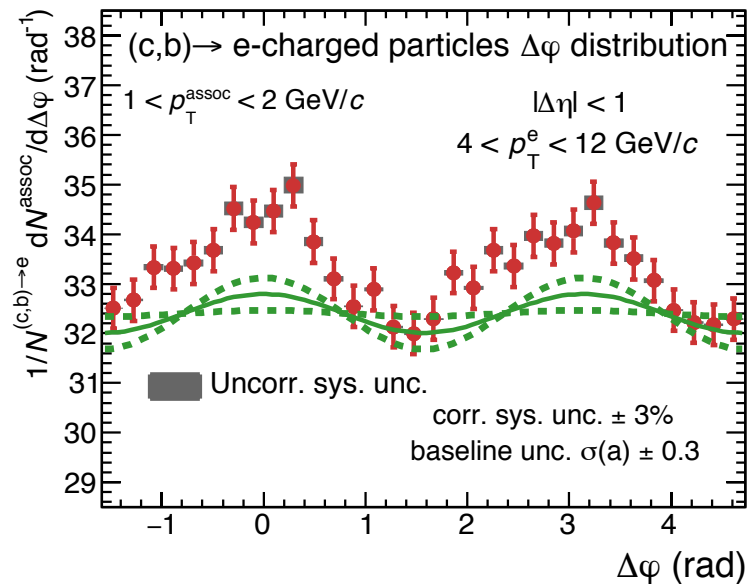 (c,b)→ e-charged particles Δφ distribution
1 < p_T^assoc < 2 GeV/c
|Δη| < 1
4 < p_T^e < 12 GeV/c
1/N^(c,b)→e dN^assoc/dΔφ (rad^-1)
38
37
36
35
34
33
32
31
30
29
Uncorr. sys. unc.
corr. sys. unc. ± 3%
baseline unc. σ(a) ± 0.3
−1 0 1 2 3 4
Δφ (rad)